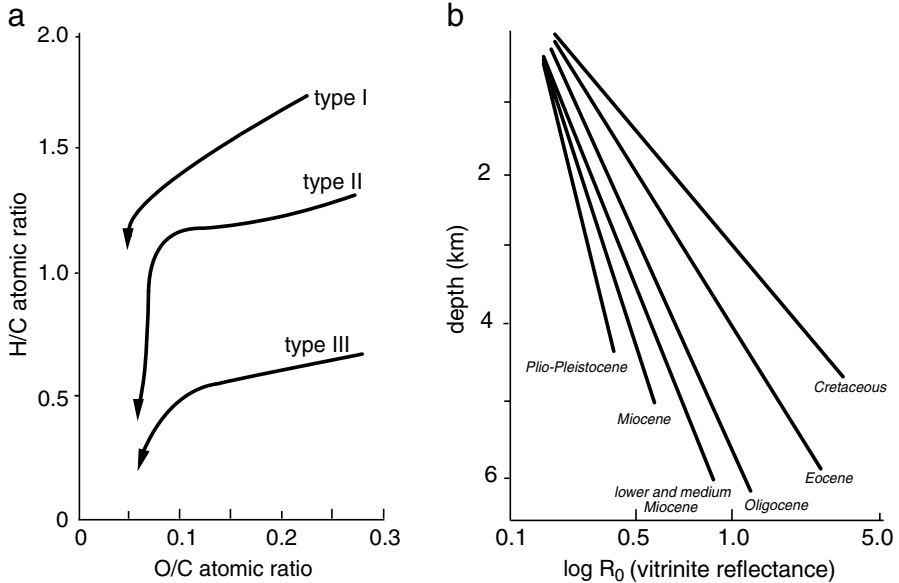 a
2.0
1.5
1.0
0.5
0
H/C atomic ratio
type I
type II
type III
0
0.1
0.2
0.3
O/C atomic ratio
b
2
4
6
depth (km)
Plio-Pleistocene
Miocene
lower and medium
Miocene
Oligocene
Eocene
Cretaceous
0.1
0.5
1.0
5.0
log R₀ (vitrinite reflectance)